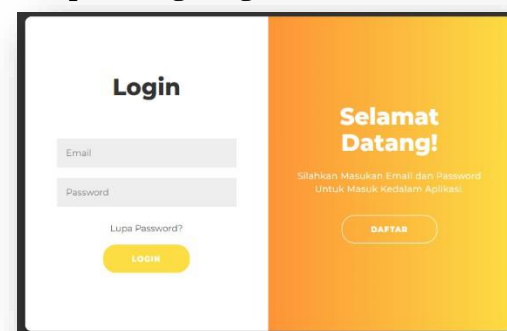 Login
Email
Password
Lupa Password?
LOGIN
Selamat
Datang!
Silahkan Masukan Email dan Password
Untuk Masuk Kedalam Aplikasi
DAFTAR